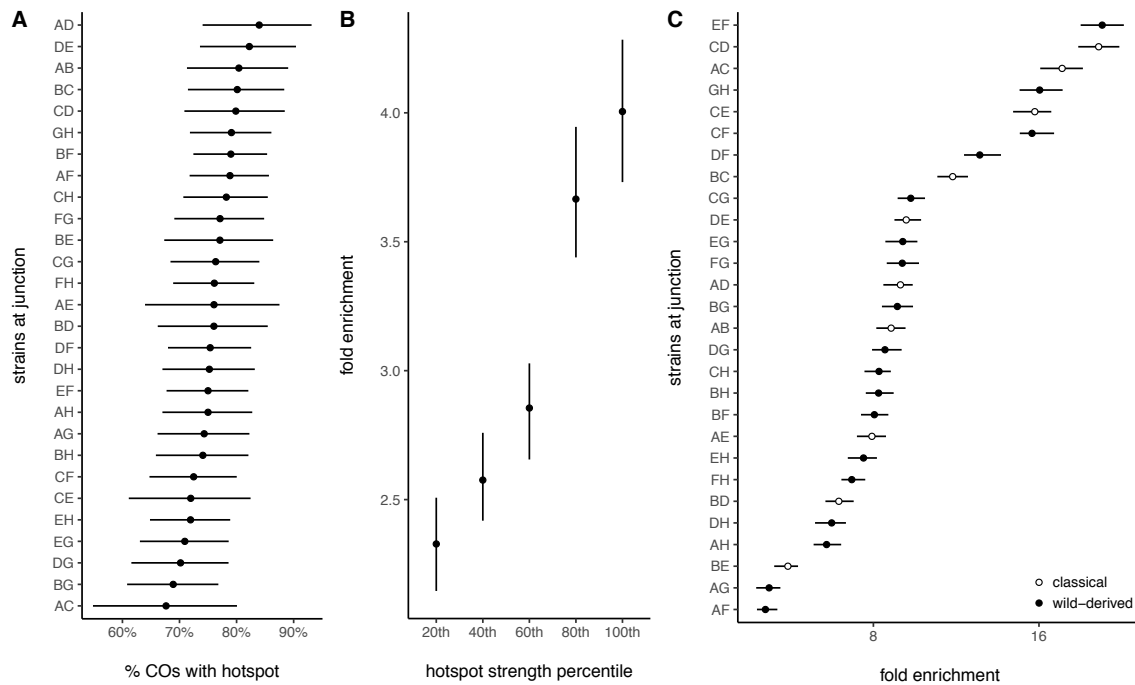 A
strains at junction
AD
DE
AB
BC
CD
GH
BF
AF
CH
FG
BE
CG
FH
AE
BD
DF
DH
EF
AH
AG
BH
CF
CE
EH
EG
DG
BG
AC
60% 70% 80% 90%
% COs with hotspot
B
fold enrichment
4.0
3.5
3.0
2.5
20th 40th 60th 80th 100th
hotspot strength percentile
C
strains at junction
EF
CD
AC
GH
CE
CF
DF
BC
CG
DE
EG
FG
AD
BG
AB
DG
CH
BH
BF
AE
EH
FH
BD
DH
AH
BE
AG
AF
classical
wild-derived
8 16
fold enrichment